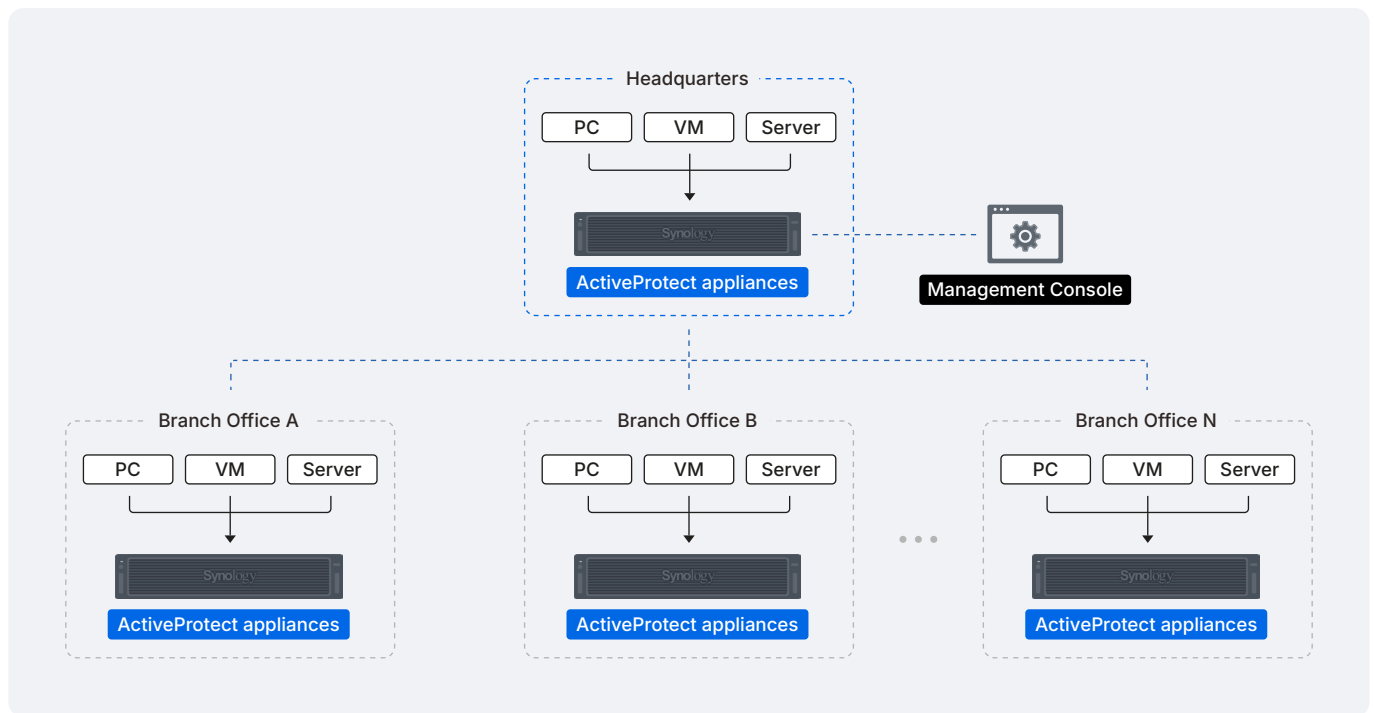 Headquarters
PC VM Server
Synology
ActiveProtect appliances
Management Console
Branch Office A
PC VM Server
Synology
ActiveProtect appliances
Branch Office B
PC VM Server
Synology
ActiveProtect appliances
Branch Office N
PC VM Server
Synology
ActiveProtect appliances